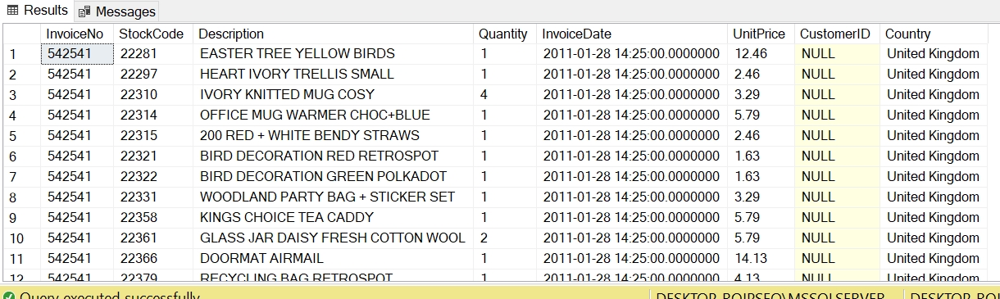 Results Messages
InvoiceNo StockCode Description Quantity InvoiceDate UnitPrice CustomerID Country
1 542541 22281 EASTER TREE YELLOW BIRDS 1 2011-01-28 14:25:00.0000000 12.46 NULL United Kingdom
2 542541 22297 HEART IVORY TRELLIS SMALL 1 2011-01-28 14:25:00.0000000 2.46 NULL United Kingdom
3 542541 22310 IVORY KNITTED MUG COSY 4 2011-01-28 14:25:00.0000000 3.29 NULL United Kingdom
4 542541 22314 OFFICE MUG WARMER CHOC+BLUE 1 2011-01-28 14:25:00.0000000 5.79 NULL United Kingdom
5 542541 22315 200 RED + WHITE BENDY STRAWS 1 2011-01-28 14:25:00.0000000 2.46 NULL United Kingdom
6 542541 22321 BIRD DECORATION RED RETROSPOT 1 2011-01-28 14:25:00.0000000 1.63 NULL United Kingdom
7 542541 22322 BIRD DECORATION GREEN POLKADOT 1 2011-01-28 14:25:00.0000000 1.63 NULL United Kingdom
8 542541 22331 WOODLAND PARTY BAG + STICKER SET 1 2011-01-28 14:25:00.0000000 3.29 NULL United Kingdom
9 542541 22358 KINGS CHOICE TEA CADDY 1 2011-01-28 14:25:00.0000000 5.79 NULL United Kingdom
10 542541 22361 GLASS JAR DAISY FRESH COTTON WOOL 2 2011-01-28 14:25:00.0000000 5.79 NULL United Kingdom
11 542541 22366 DOORMAT AIRMAIL 1 2011-01-28 14:25:00.0000000 14.13 NULL United Kingdom
12 542541 22379 RECYCLING BAG RETROSPOT 1 2011-01-28 14:25:00.0000000 4.13 NULL United Kingdom
Query executed successfully